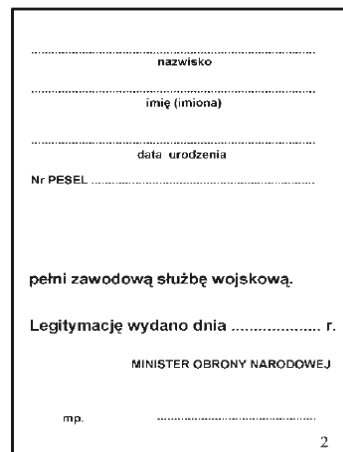 ..............................................................
nazwisko
..............................................................
imię (imiona)
..............................................................
data urodzenia
Nr PESEL ................................................
pełni zawodową służbę wojskową.
Legitymację wydano dnia .................... r.
MINISTER OBRONY NARODOWEJ
mp. ..................................
2